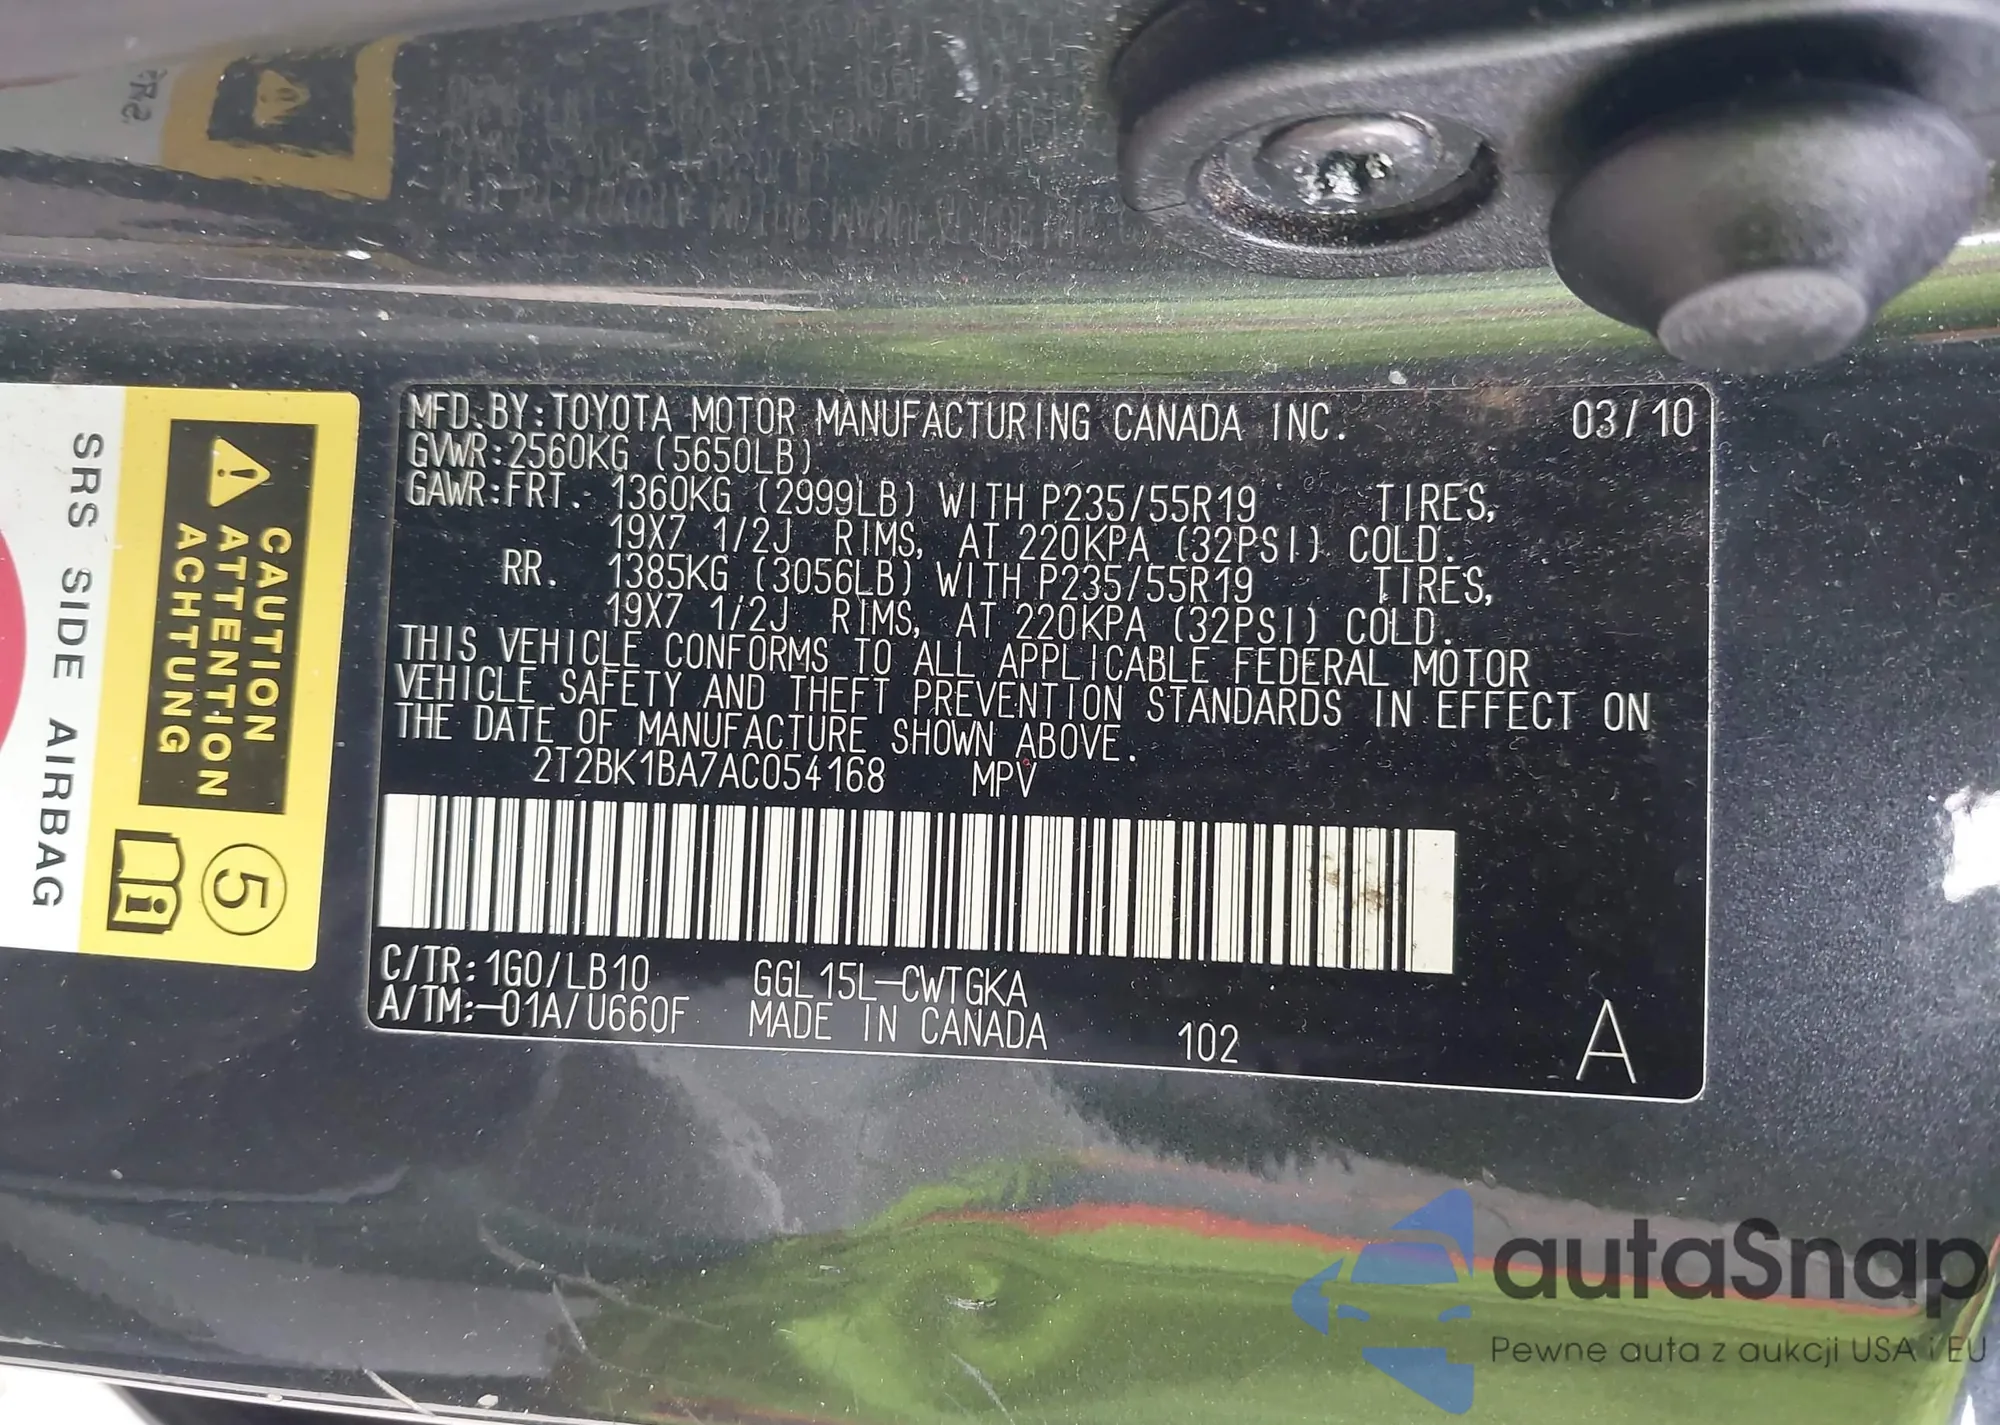 MFD.BY:TOYOTA MOTOR MANUFACTURING CANADA INC. 03/10
GVWR:2560KG (5650LB)
GAWR:FRT. 1360KG (2999LB) WITH P235/55R19 TIRES,
19X7 1/2J RIMS, AT 220KPA (32PSI) COLD.
RR. 1385KG (3056LB) WITH P235/55R19 TIRES,
19X7 1/2J RIMS, AT 220KPA (32PSI) COLD.
THIS VEHICLE CONFORMS TO ALL APPLICABLE FEDERAL MOTOR
VEHICLE SAFETY AND THEFT PREVENTION STANDARDS IN EFFECT ON
THE DATE OF MANUFACTURE SHOWN ABOVE.
2T2BK1BA7AC054168 MPV
C/TR:1G0/LB10 GGL15L-CWTGKA
A/TM:-01A/U660F MADE IN CANADA 102 A
CAUTION
ATTENTION
ACHTUNG
5
i
SRS SIDE AIRBAG
autaSnap
Pewne auta z aukcji USA i EU